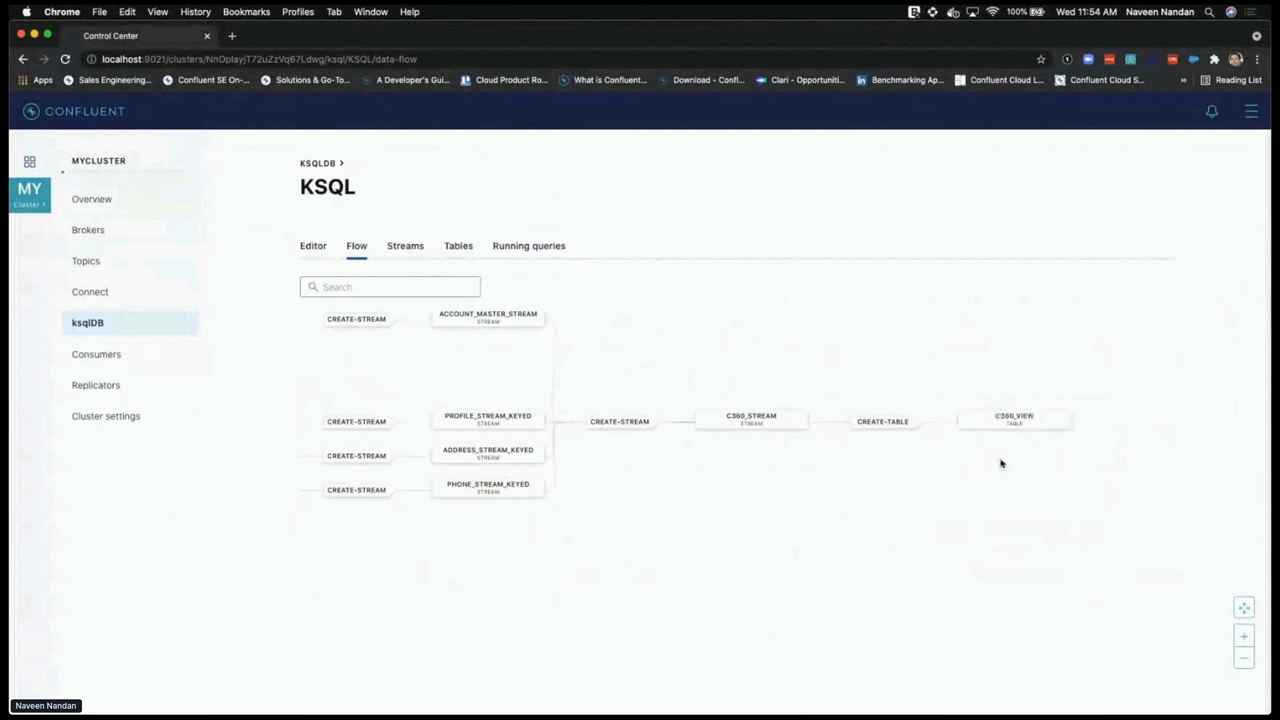 Chrome File Edit View History Bookmarks Profiles Tab Window Help 100% Wed 11:54 AM Naveen Nandan
Control Center
localhost:9021/clusters/NnOplayjT72uZzVq67Ldwg/ksql/KSQL/data-flow
Apps Sales Engineering... Confluent SE On-... Solutions & Go-To... A Developer's Gui... Cloud Product Ro... What is Confluent... Download - Confl... Clari - Opportuniti... Benchmarking Ap... Confluent Cloud L... Confluent Cloud S... » Reading List
CONFLUENT
MYCLUSTER
MY
Cluster 1
Overview
Brokers
Topics
Connect
ksqlDB
Consumers
Replicators
Cluster settings
KSQLDB >
KSQL
Editor Flow Streams Tables Running queries
Search
CREATE-STREAM ACCOUNT_MASTER_STREAM
STREAM
CREATE-STREAM PROFILE_STREAM_KEYED CREATE-STREAM C360_STREAM CREATE-TABLE C360_VIEW
STREAM STREAM TABLE
CREATE-STREAM ADDRESS_STREAM_KEYED
STREAM
CREATE-STREAM PHONE_STREAM_KEYED
STREAM
+
−
Naveen Nandan